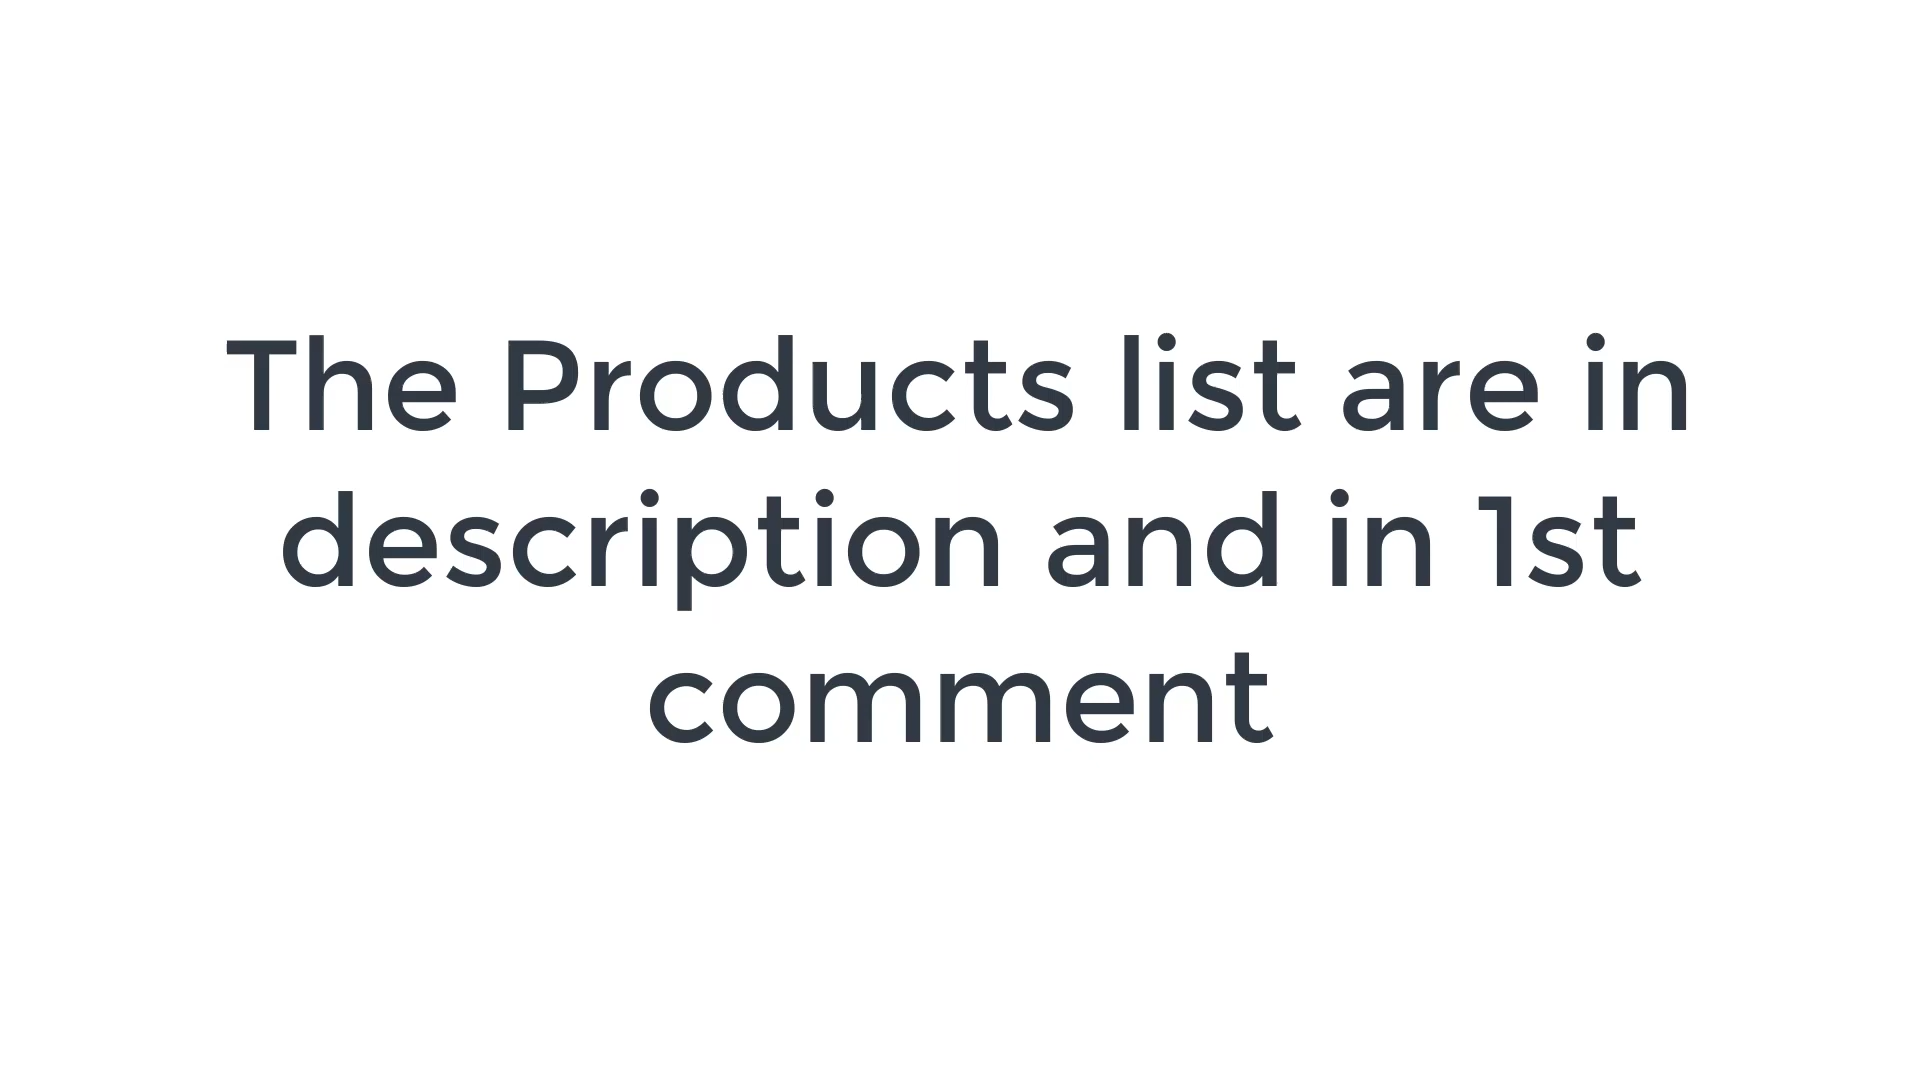 The Products list are in
description and in 1st
comment